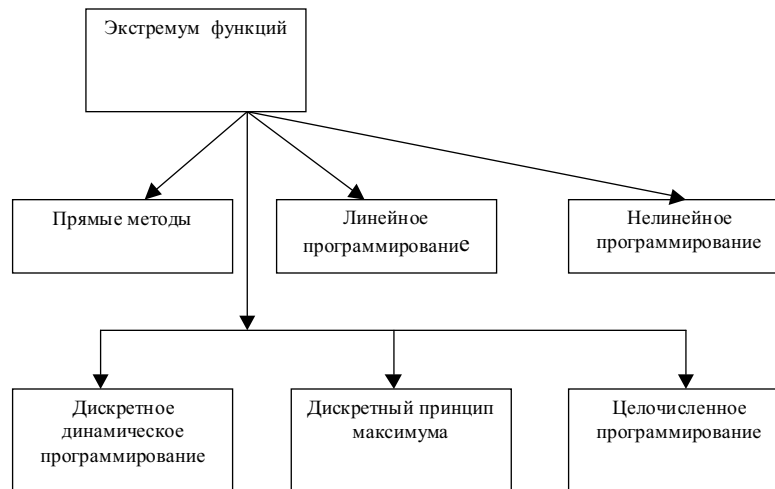 Экстремум функций
Прямые методы
Линейное
программирование
Нелинейное
программирование
Дискретное
динамическое
программирование
Дискретный принцип
максимума
Целочисленное
программирование